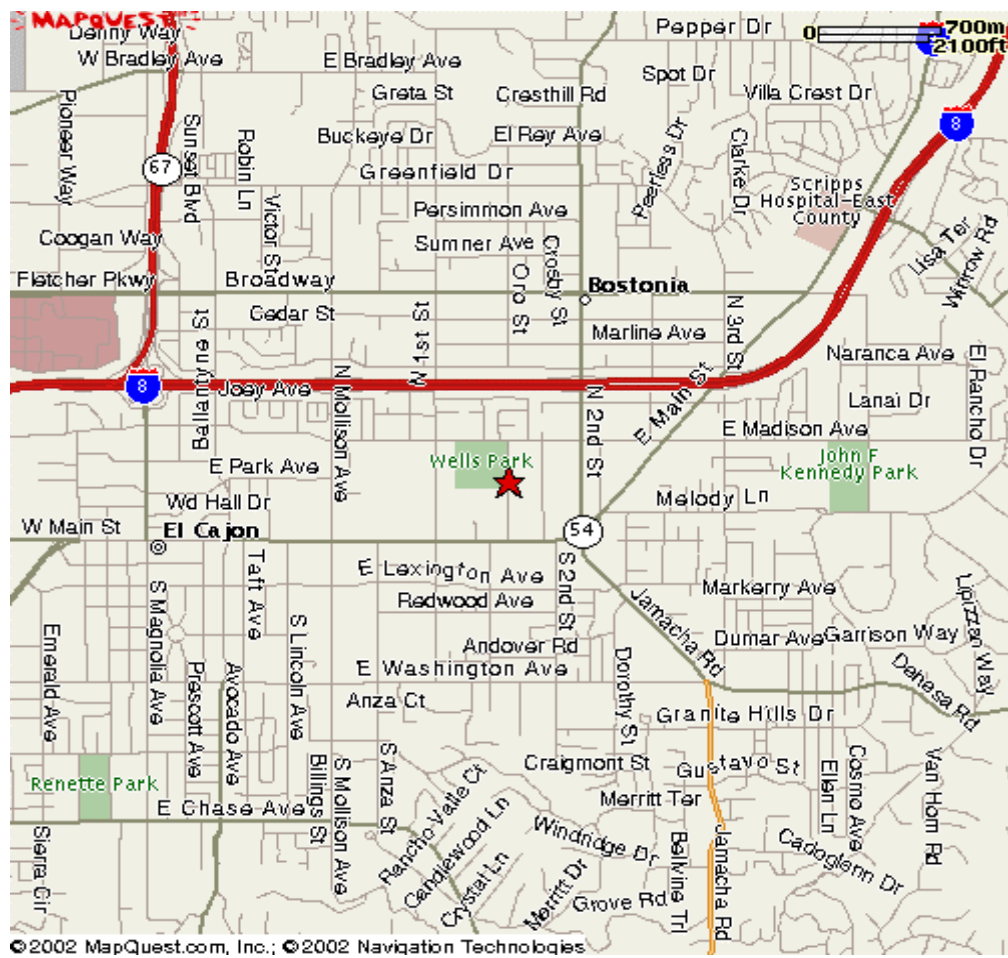 MAPQUEST
0 700m
2100ft
Denny Way
W Bradley Ave
E Bradley Ave
Pepper Dr
Spot Dr
Greta St
Cresthill Rd
Villa Crest Dr
Pioneer Way
Sunset Blvd
Robin Ln
Buckeye Dr
El Rey Ave
Peerless Dr
Clarke Dr
8
67
Greenfield Dr
Scripps
Hospital-East
County
Victor St
Persimmon Ave
Coogan Way
Sumner Ave
Crosby St
Oro St
Lisa Ter
Winrow Rd
Fletcher Pkwy
Broadway
Bostonia
Cedar St
Marline Ave
N 3rd St
Ballantyne St
N 1st St
Naranca Ave
El Rancho Dr
8
Joey Ave
N Mollison Ave
N 2nd St
E Main St
Lanai Dr
E Madison Ave
E Park Ave
Wells Park
John F
Kennedy Park
Wd Hall Dr
Melody Ln
W Main St
El Cajon
54
Taft Ave
E Lexington Ave
S 2nd St
Markerry Ave
Redwood Ave
Jamacha Rd
Lipizzan Way
S Magnolia Ave
S Lincoln Ave
Andover Rd
Dumar Ave
Garrison Way
Emerald Ave
Prescott Ave
Avocado Ave
E Washington Ave
Dorothy St
Dehesa Rd
Anza Ct
Granite Hills Dr
Renette Park
Billings St
S Mollison Ave
S Anza St
Craigmont St
Gustavo St
Ellen Ln
Cosmo Ave
Van Horn Rd
Rancho Valle Ct
Merritt Ter
E Chase Ave
Candlewood Ln
Windridge Dr
Sierra Cir
Crystal Ln
Merritt Dr
Grove Rd
Bellvine Trl
Jamacha Rd
Cadoglenn Dr
©2002 MapQuest.com, Inc.; ©2002 Navigation Technologies